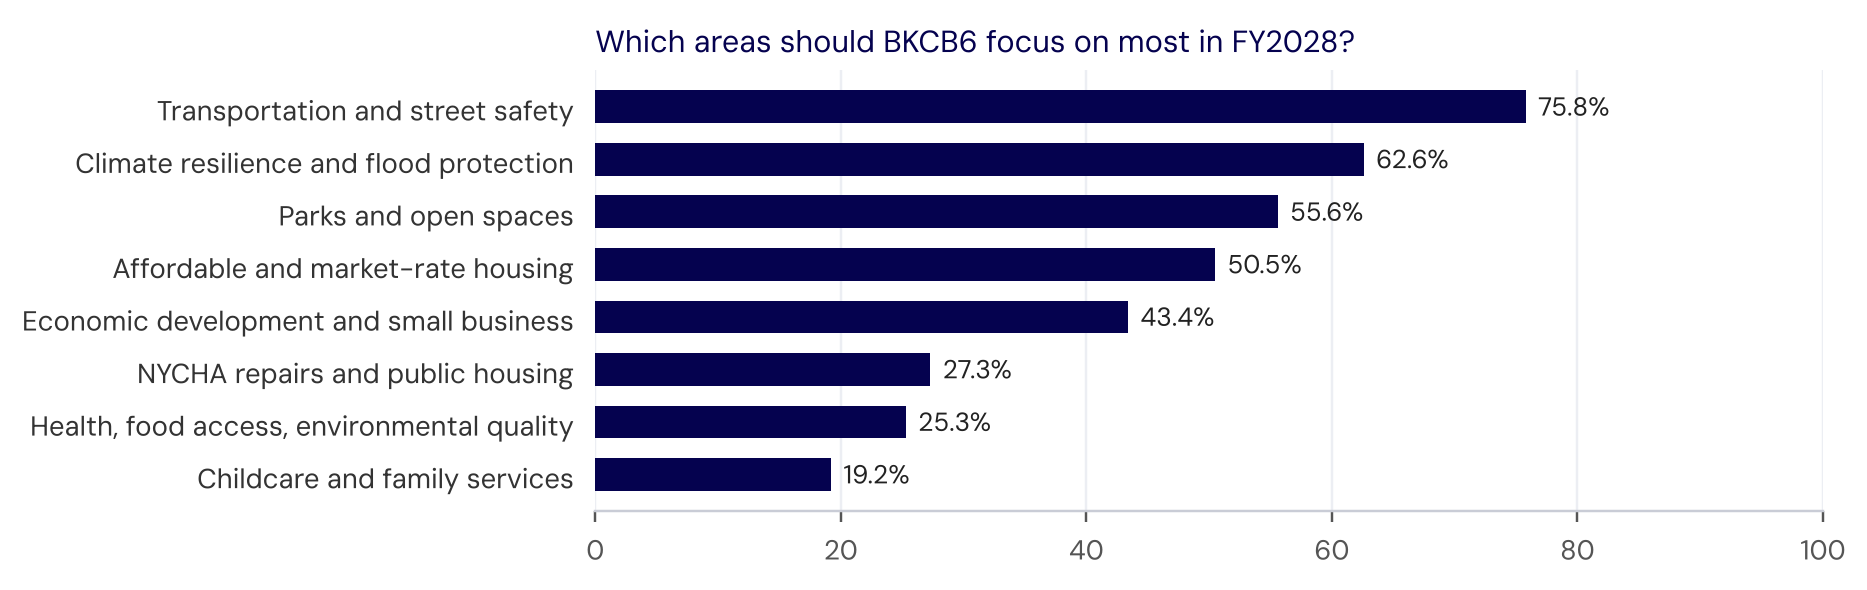 Which areas should BKCB6 focus on most in FY2028?
Transportation and street safety 75.8%
Climate resilience and flood protection 62.6%
Parks and open spaces 55.6%
Affordable and market-rate housing 50.5%
Economic development and small business 43.4%
NYCHA repairs and public housing 27.3%
Health, food access, environmental quality 25.3%
Childcare and family services 19.2%
0 20 40 60 80 100